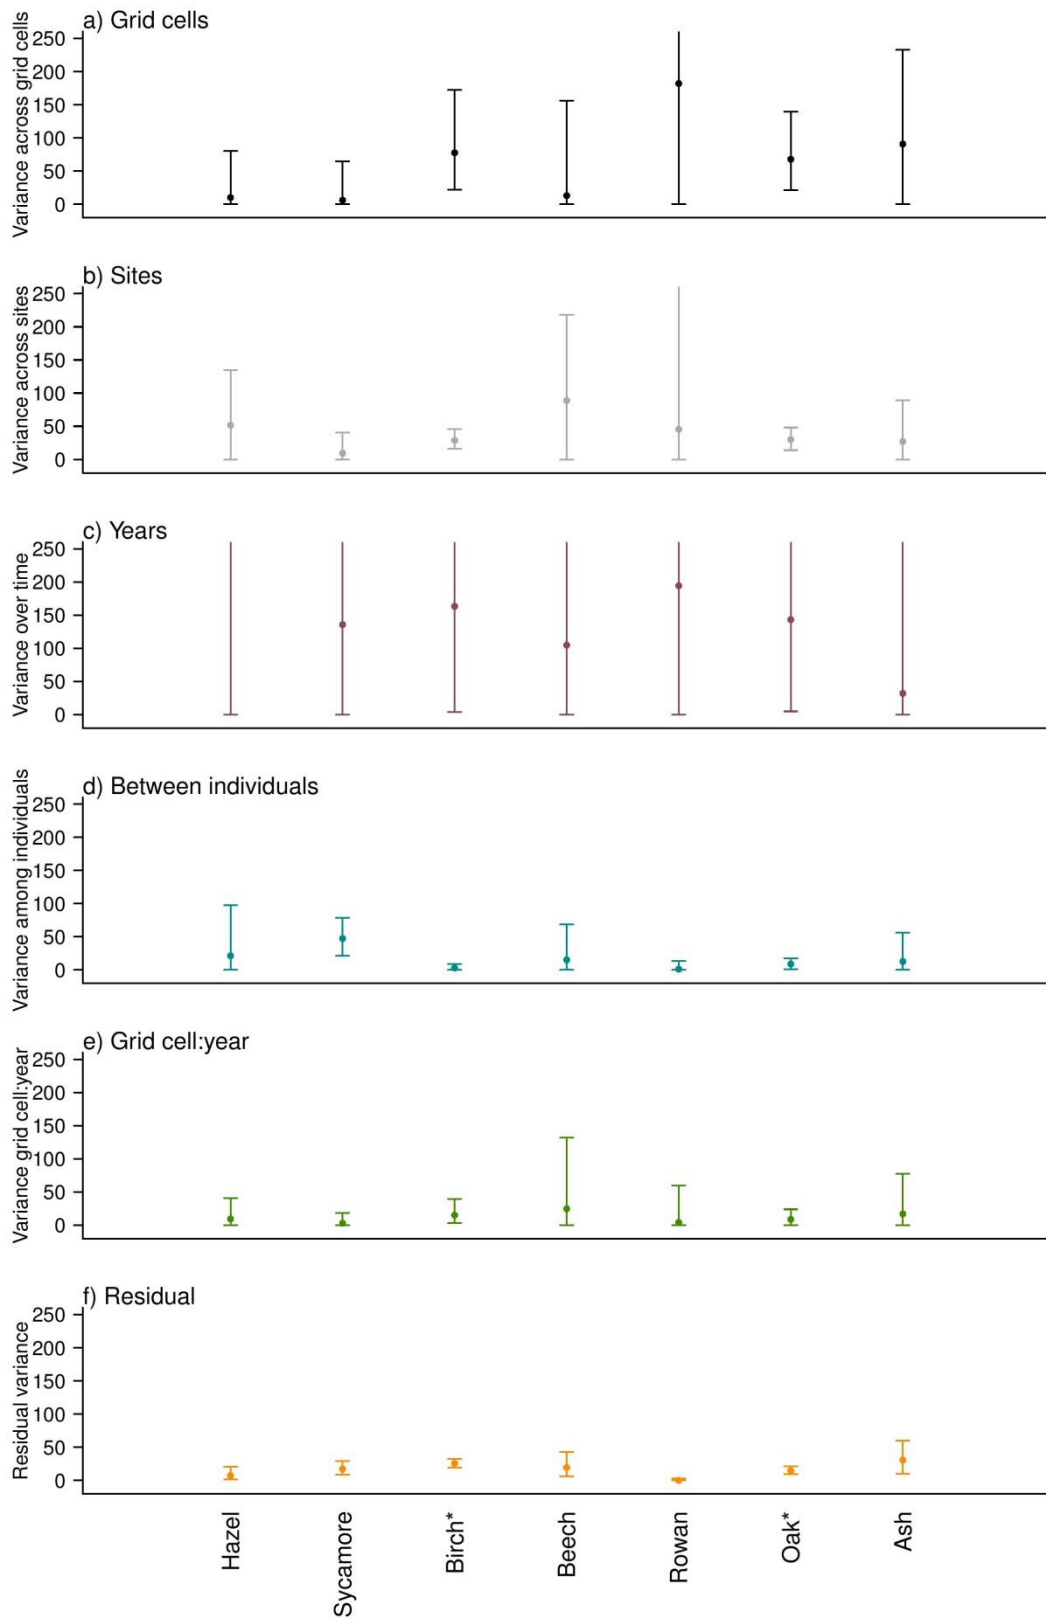 a) Grid cells
Variance across grid cells
250
200
150
100
50
0
b) Sites
Variance across sites
250
200
150
100
50
0
c) Years
Variance over time
250
200
150
100
50
0
d) Between individuals
Variance among individuals
250
200
150
100
50
0
e) Grid cell:year
Variance grid cell:year
250
200
150
100
50
0
f) Residual
Residual variance
250
200
150
100
50
0
Hazel
Sycamore
Birch*
Beech
Rowan
Oak*
Ash